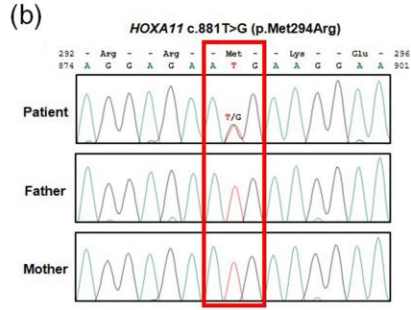 (b)
HOXA11 c.881T>G (p.Met294Arg)
292 - Arg - Arg - Met - Lys - Glu - 296
874 A G G A G A A T G A A G G A A 901
Patient
T/G
Father
Mother